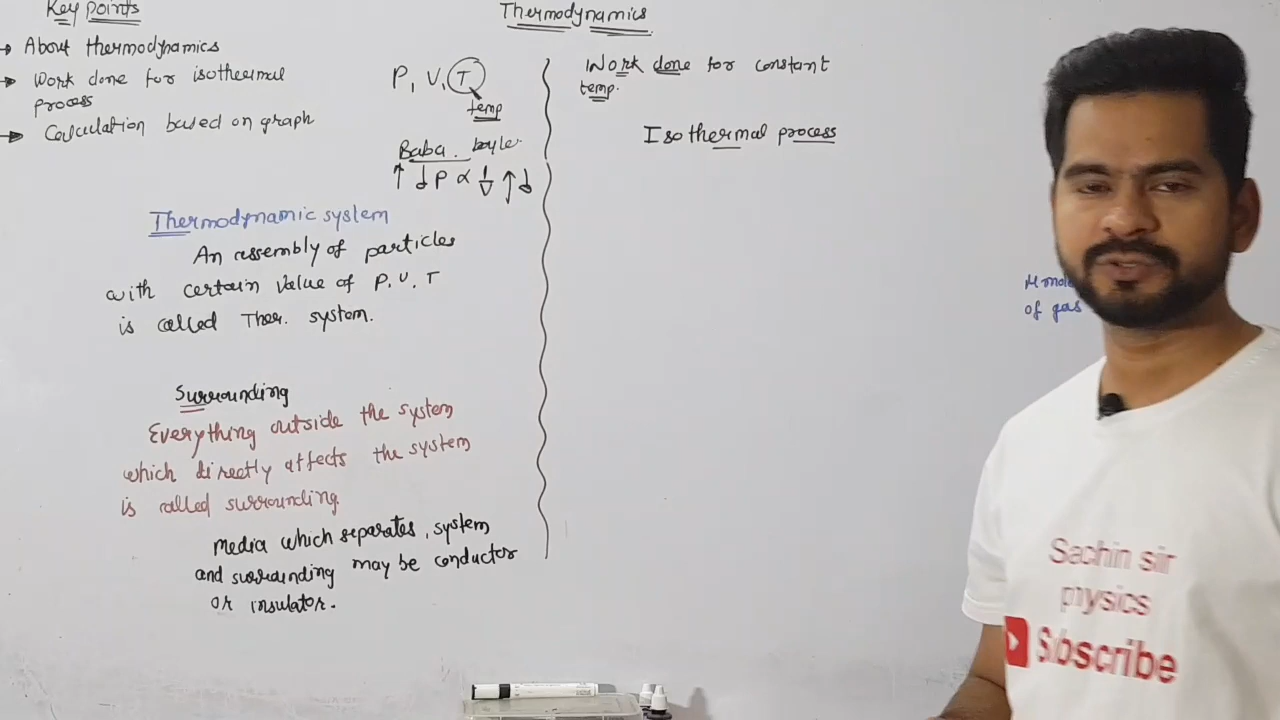 Key points
→ About thermodynamics
→ Work done for isothermal
process
→ Calculation based on graph
Thermodynamics
P, V, T
temp
Baba. boyle.
↑ ↓ P ∝ 1/V ↑ ↓
Thermodynamic system
An assembly of particles
with certain value of P, V, T
is called Ther. system.
Surrounding
Everything outside the system
which directly affects the system
is called surrounding.
Media which separates, system
and surrounding may be conductor
or insulator.
Work done for constant
temp.
Isothermal process
of gas
Sachin sir
physics
Subscribe